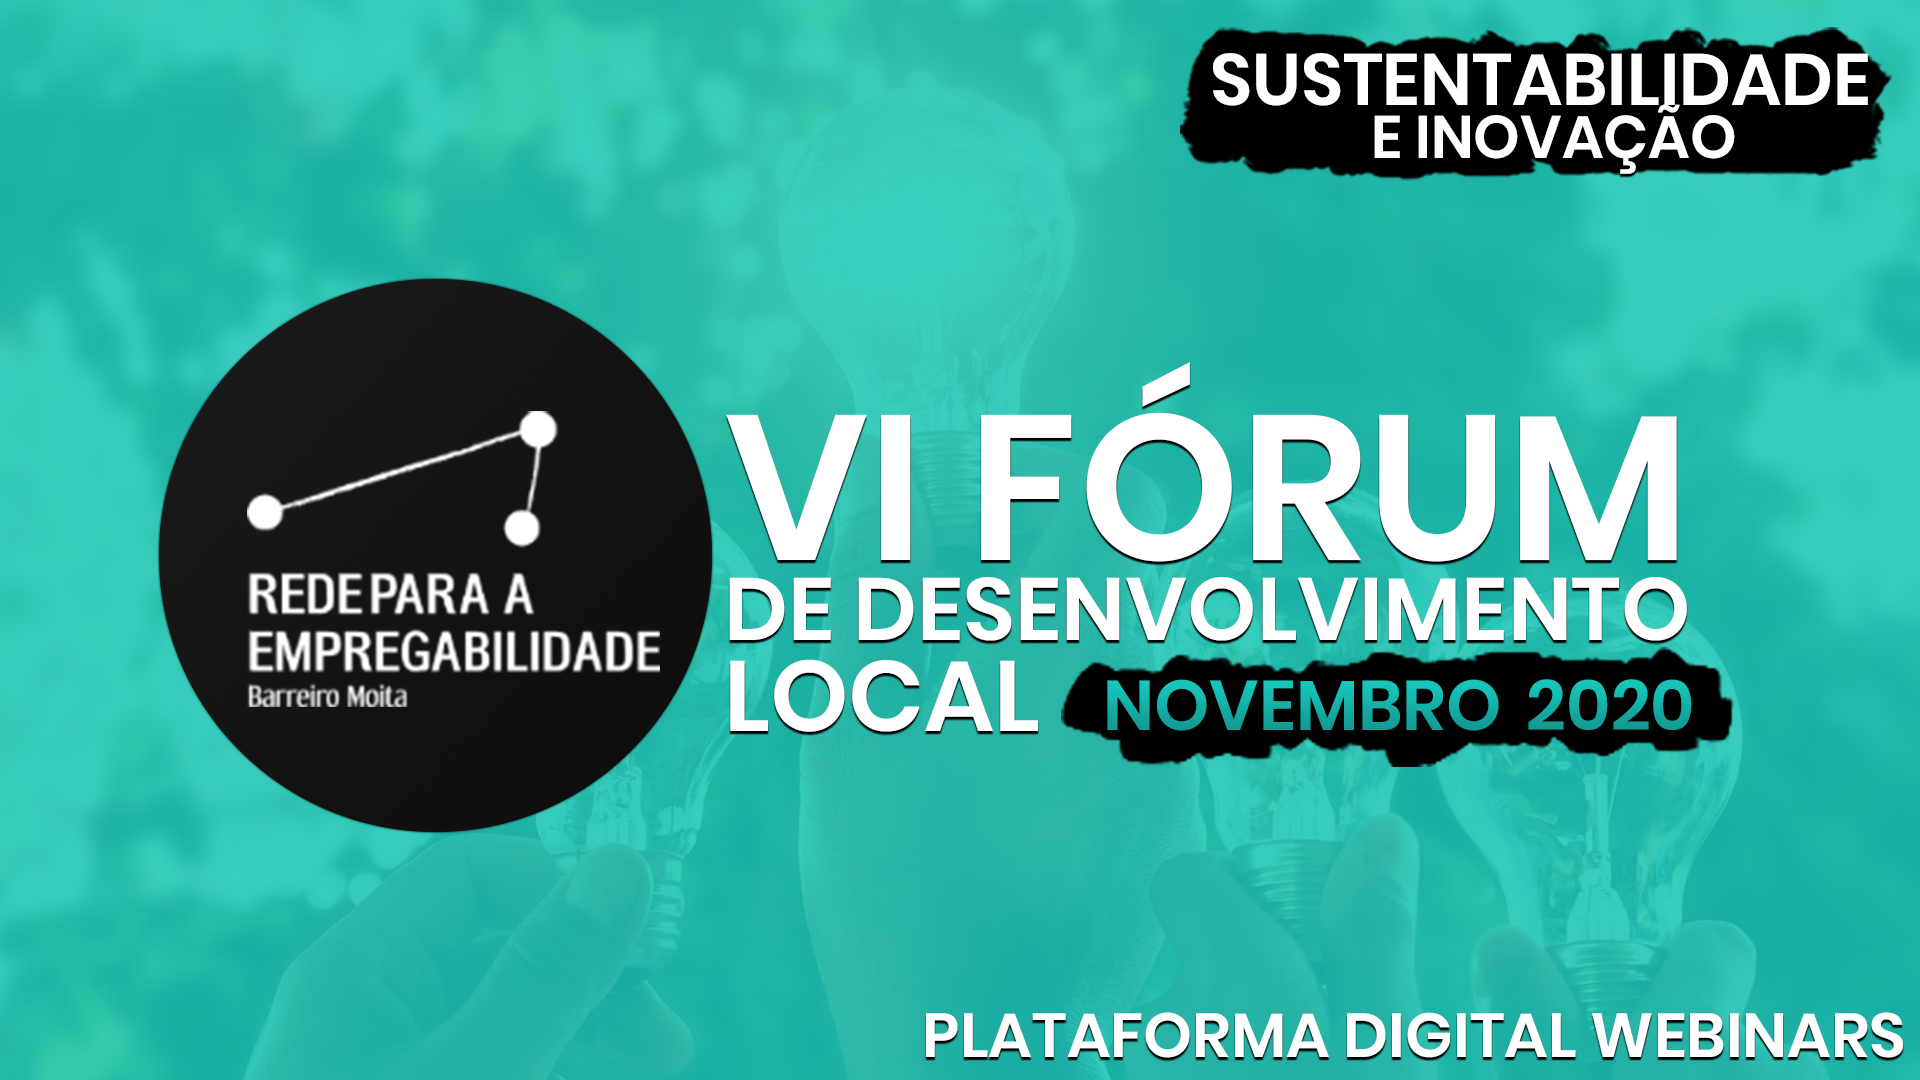 SUSTENTABILIDADE
E INOVAÇÃO
REDE PARA A
EMPREGABILIDADE
Barreiro Moita
VI FÓRUM
DE DESENVOLVIMENTO
LOCAL NOVEMBRO 2020
PLATAFORMA DIGITAL WEBINARS